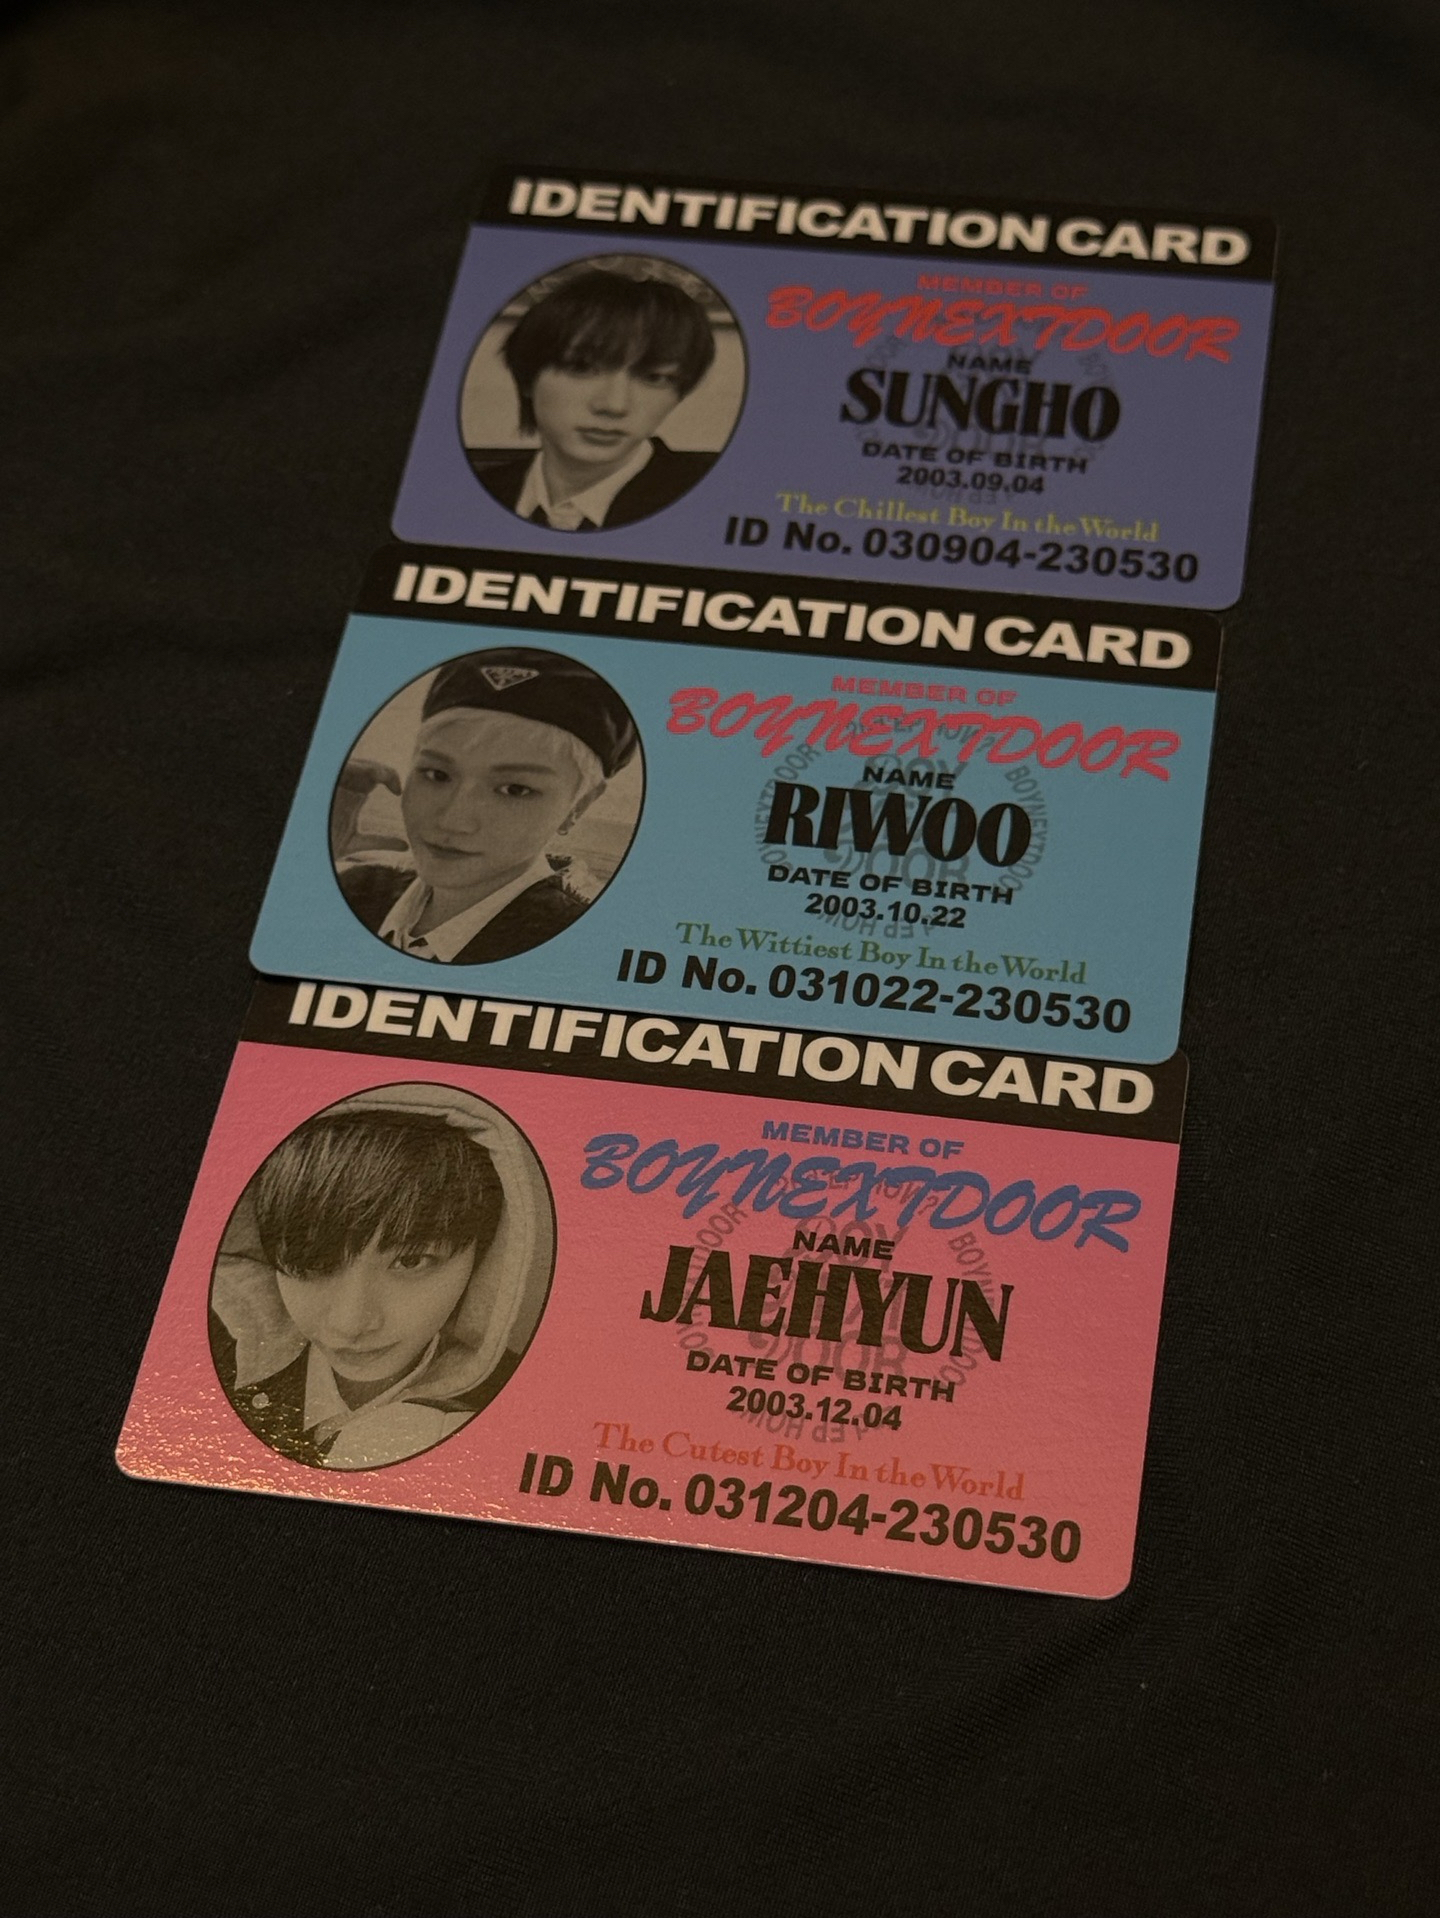 IDENTIFICATION CARD
MEMBER OF
BOYNEXTDOOR
NAME
SUNGHO
DATE OF BIRTH
2003.09.04
The Chillest Boy In the World
ID No. 030904-230530
IDENTIFICATION CARD
MEMBER OF
BOYNEXTDOOR
NAME
RIWOO
DATE OF BIRTH
2003.10.22
The Wittiest Boy In the World
ID No. 031022-230530
IDENTIFICATION CARD
MEMBER OF
BOYNEXTDOOR
NAME
JAEHYUN
DATE OF BIRTH
2003.12.04
The Cutest Boy In the World
ID No. 031204-230530